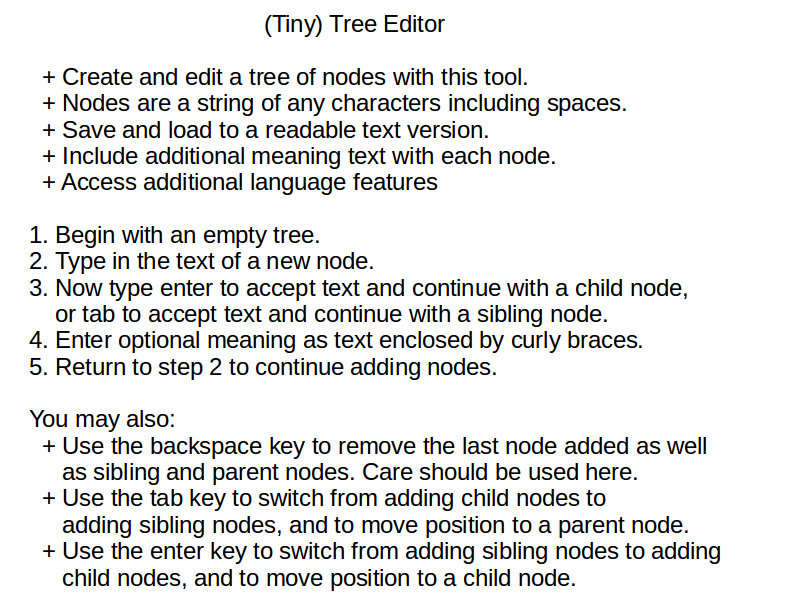 (Tiny) Tree Editor
+ Create and edit a tree of nodes with this tool.
+ Nodes are a string of any characters including spaces.
+ Save and load to a readable text version.
+ Include additional meaning text with each node.
+ Access additional language features
1. Begin with an empty tree.
2. Type in the text of a new node.
3. Now type enter to accept text and continue with a child node,
or tab to accept text and continue with a sibling node.
4. Enter optional meaning as text enclosed by curly braces.
5. Return to step 2 to continue adding nodes.
You may also:
+ Use the backspace key to remove the last node added as well
as sibling and parent nodes. Care should be used here.
+ Use the tab key to switch from adding child nodes to
adding sibling nodes, and to move position to a parent node.
+ Use the enter key to switch from adding sibling nodes to adding
child nodes, and to move position to a child node.